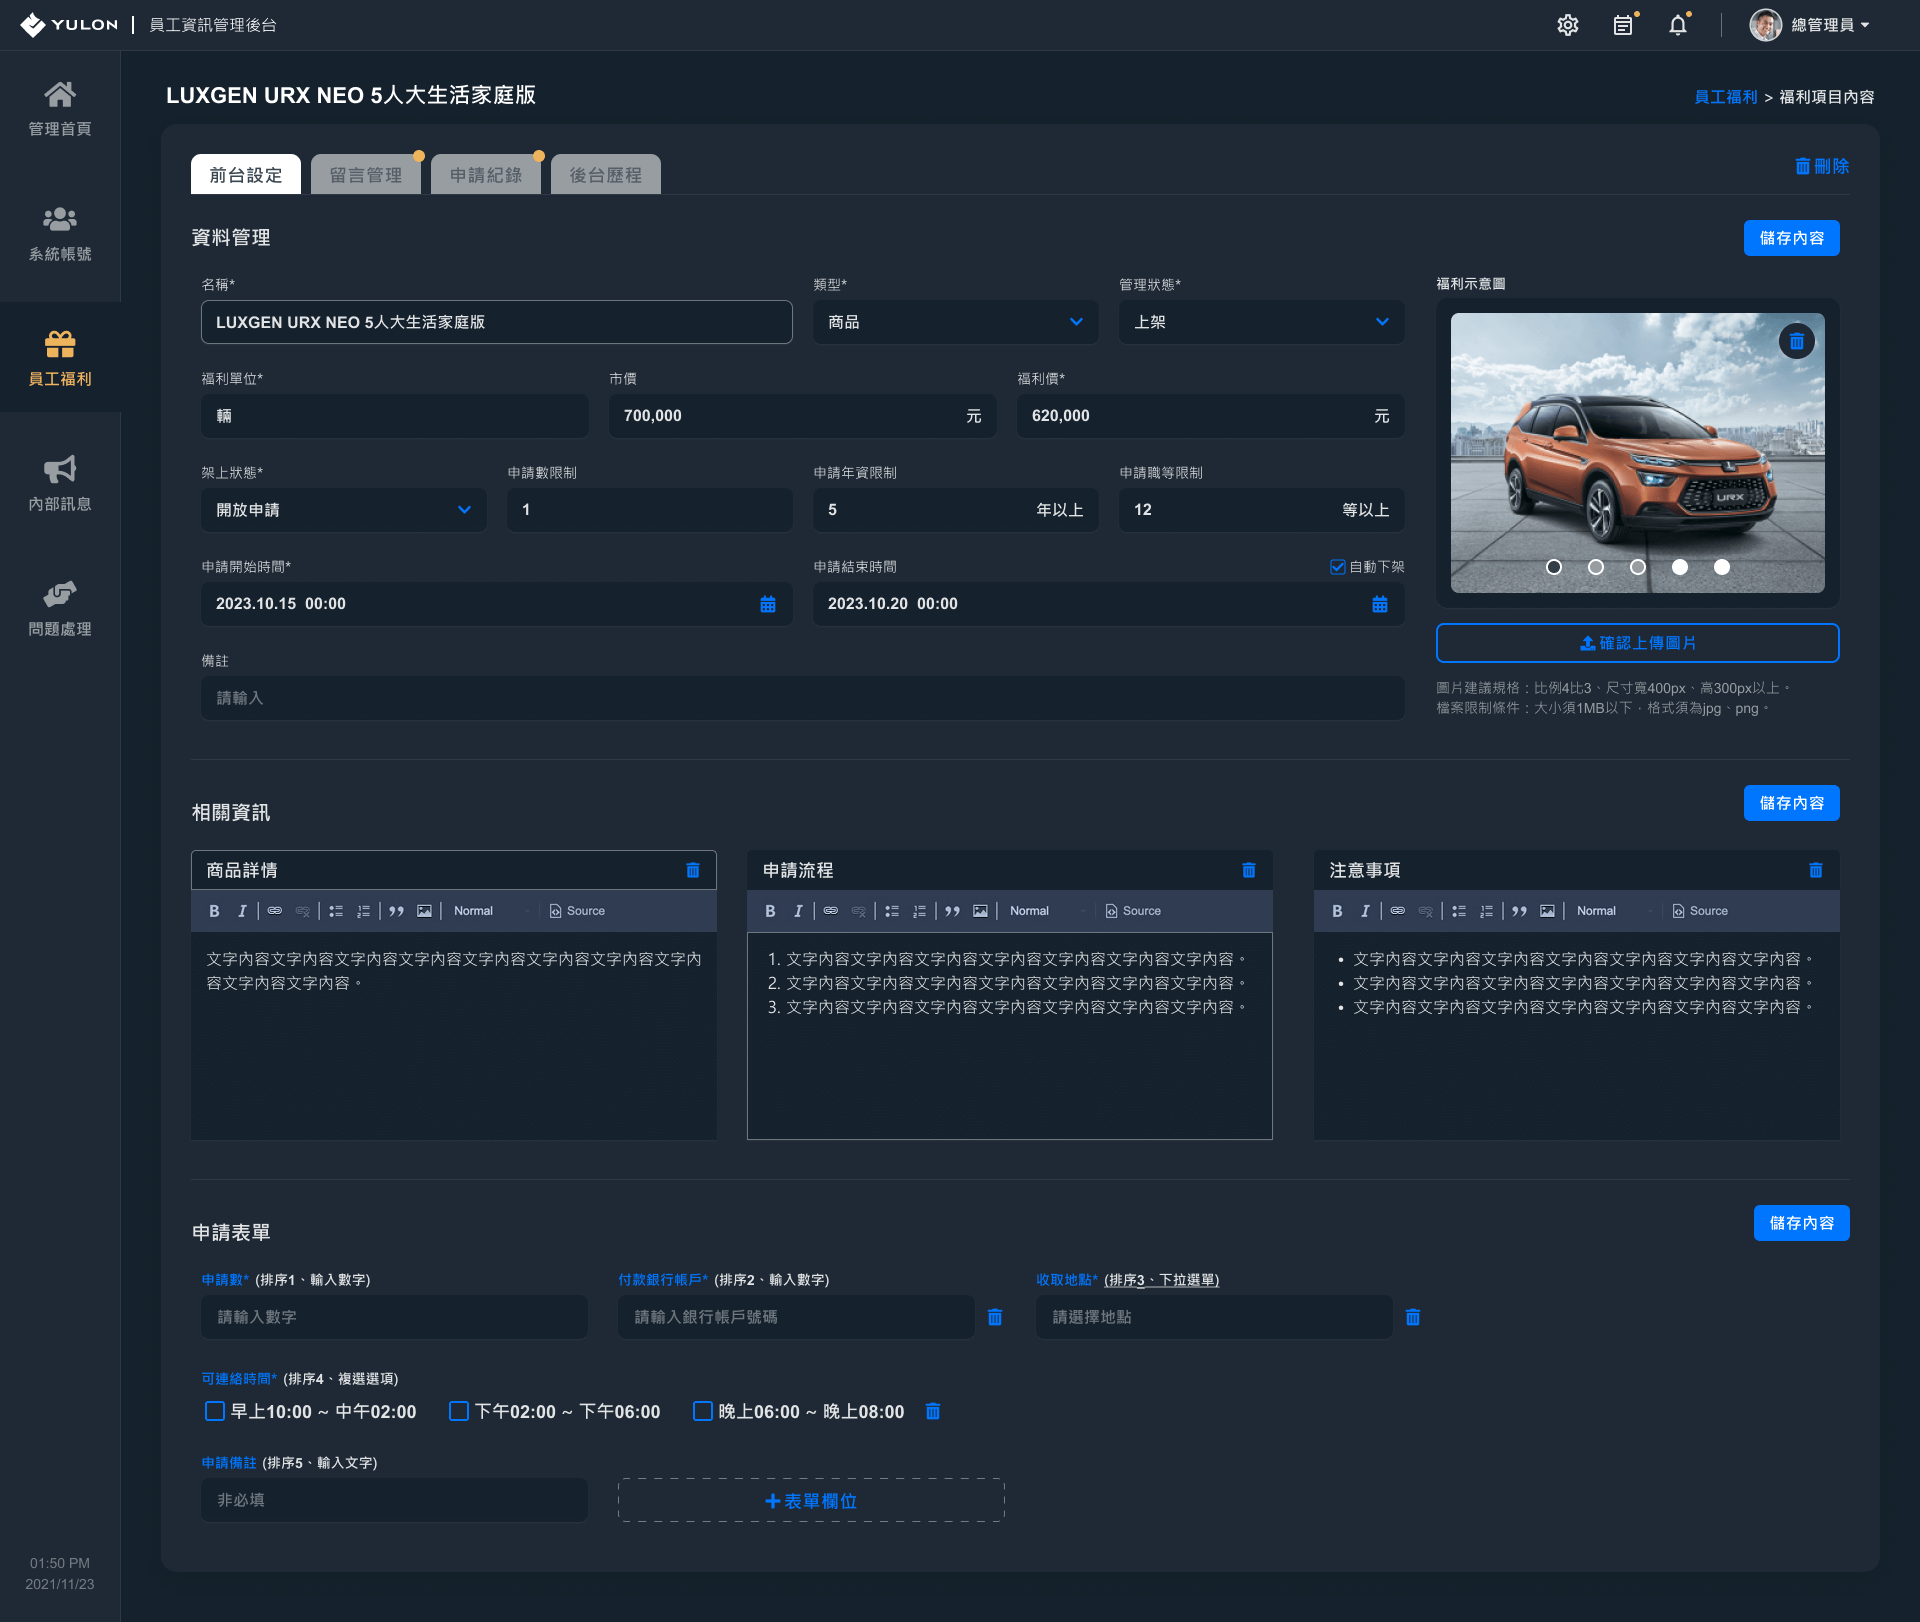 YULON
員工資訊管理後台
總管理員
管理首頁
系統帳號
員工福利
內部訊息
問題處理
01:50 PM
2021/11/23
LUXGEN URX NEO 5人大生活家庭版
員工福利 > 福利項目內容
前台設定
留言管理
申請紀錄
後台歷程
刪除
資料管理
儲存內容
名稱*
LUXGEN URX NEO 5人大生活家庭版
類型*
商品
管理狀態*
上架
福利單位*
輛
市價
700,000 元
福利價*
620,000 元
架上狀態*
開放申請
申請數限制
1
申請年資限制
5 年以上
申請職等限制
12 等以上
申請開始時間*
2023.10.15 00:00
申請結束時間
自動下架
2023.10.20 00:00
備註
請輸入
福利示意圖
URX
確認上傳圖片
圖片建議規格：比例4比3、尺寸寬400px、高300px以上。
檔案限制條件：大小須1MB以下，格式須為jpg、png。
相關資訊
儲存內容
商品詳情
B I Normal Source
文字內容文字內容文字內容文字內容文字內容文字內容文字內容文字內
容文字內容文字內容。
申請流程
B I Normal Source
1. 文字內容文字內容文字內容文字內容文字內容文字內容文字內容。
2. 文字內容文字內容文字內容文字內容文字內容文字內容文字內容。
3. 文字內容文字內容文字內容文字內容文字內容文字內容文字內容。
注意事項
B I Normal Source
• 文字內容文字內容文字內容文字內容文字內容文字內容文字內容。
• 文字內容文字內容文字內容文字內容文字內容文字內容文字內容。
• 文字內容文字內容文字內容文字內容文字內容文字內容文字內容。
申請表單
儲存內容
申請數* (排序1、輸入數字)
請輸入數字
付款銀行帳戶* (排序2、輸入數字)
請輸入銀行帳戶號碼
收取地點* (排序3、下拉選單)
請選擇地點
可連絡時間* (排序4、複選選項)
早上10:00 ~ 中午02:00
下午02:00 ~ 下午06:00
晚上06:00 ~ 晚上08:00
申請備註 (排序5、輸入文字)
非必填
表單欄位